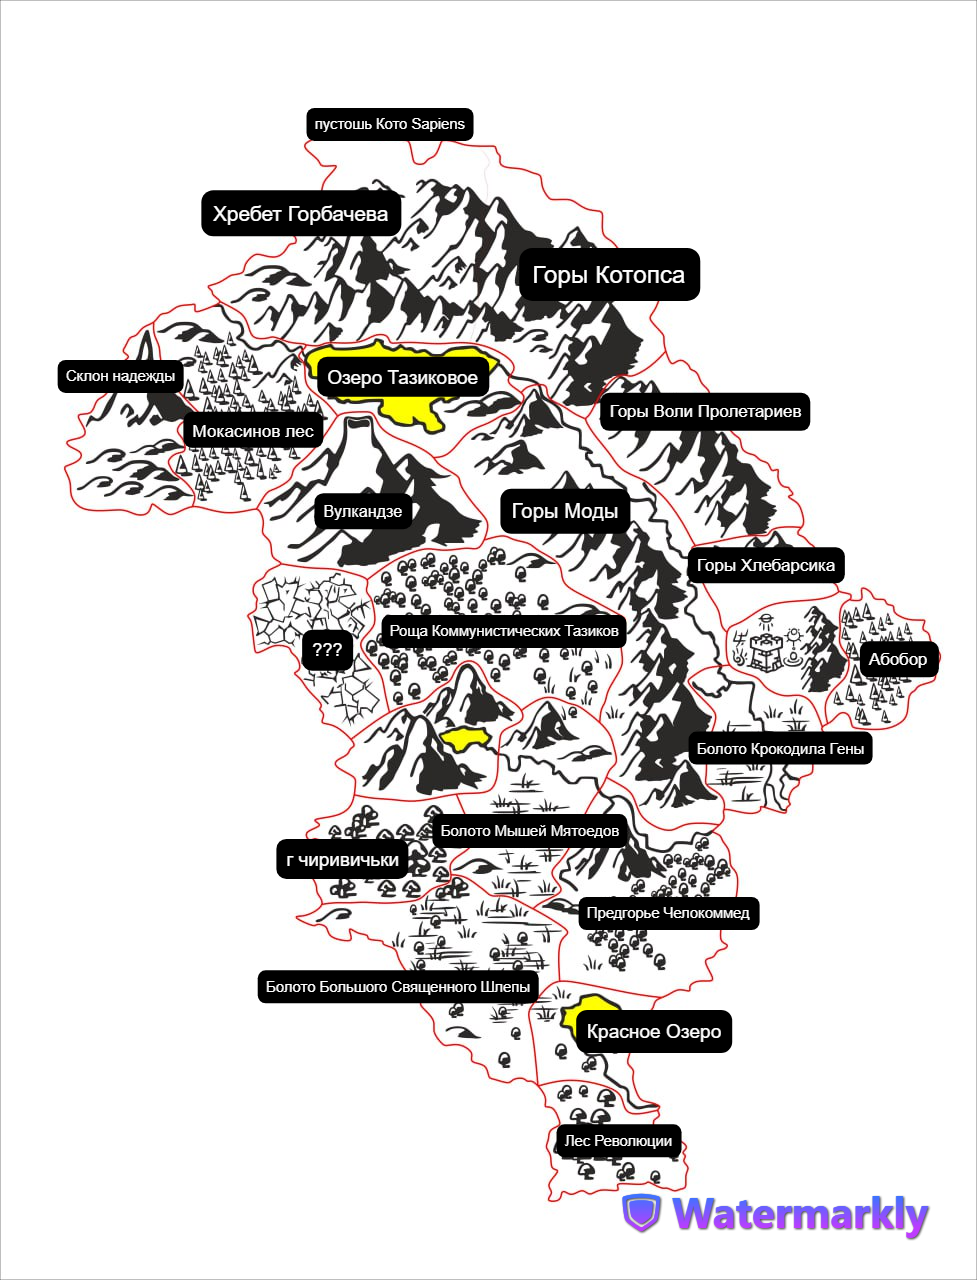 пустошь Кото Sapiens
Хребет Горбачева
Горы Котопса
Озеро Тазиковое
Склон надежды
Горы Воли Пролетариев
Мокасинов лес
Вулкандзе
Горы Моды
Горы Хлебарсика
Роща Коммунистических Тазиков
???
Абобор
Болото Крокодила Гены
Болото Мышей Мятоедов
г чиривичьки
Предгорье Челокоммед
Болото Большого Священного Шлепы
Красное Озеро
Лес Революции
Watermarkly